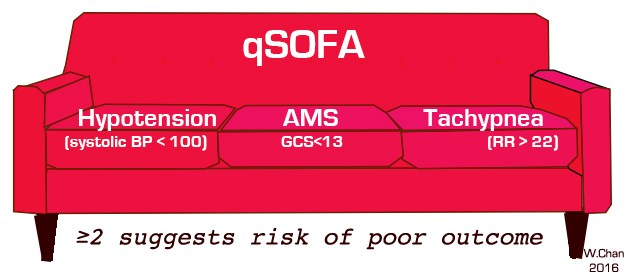 qSOFA
Hypotension AMS Tachypnea
(systolic BP < 100) GCS<13 (RR > 22)
≥2 suggests risk of poor outcome
W.Chan
2016